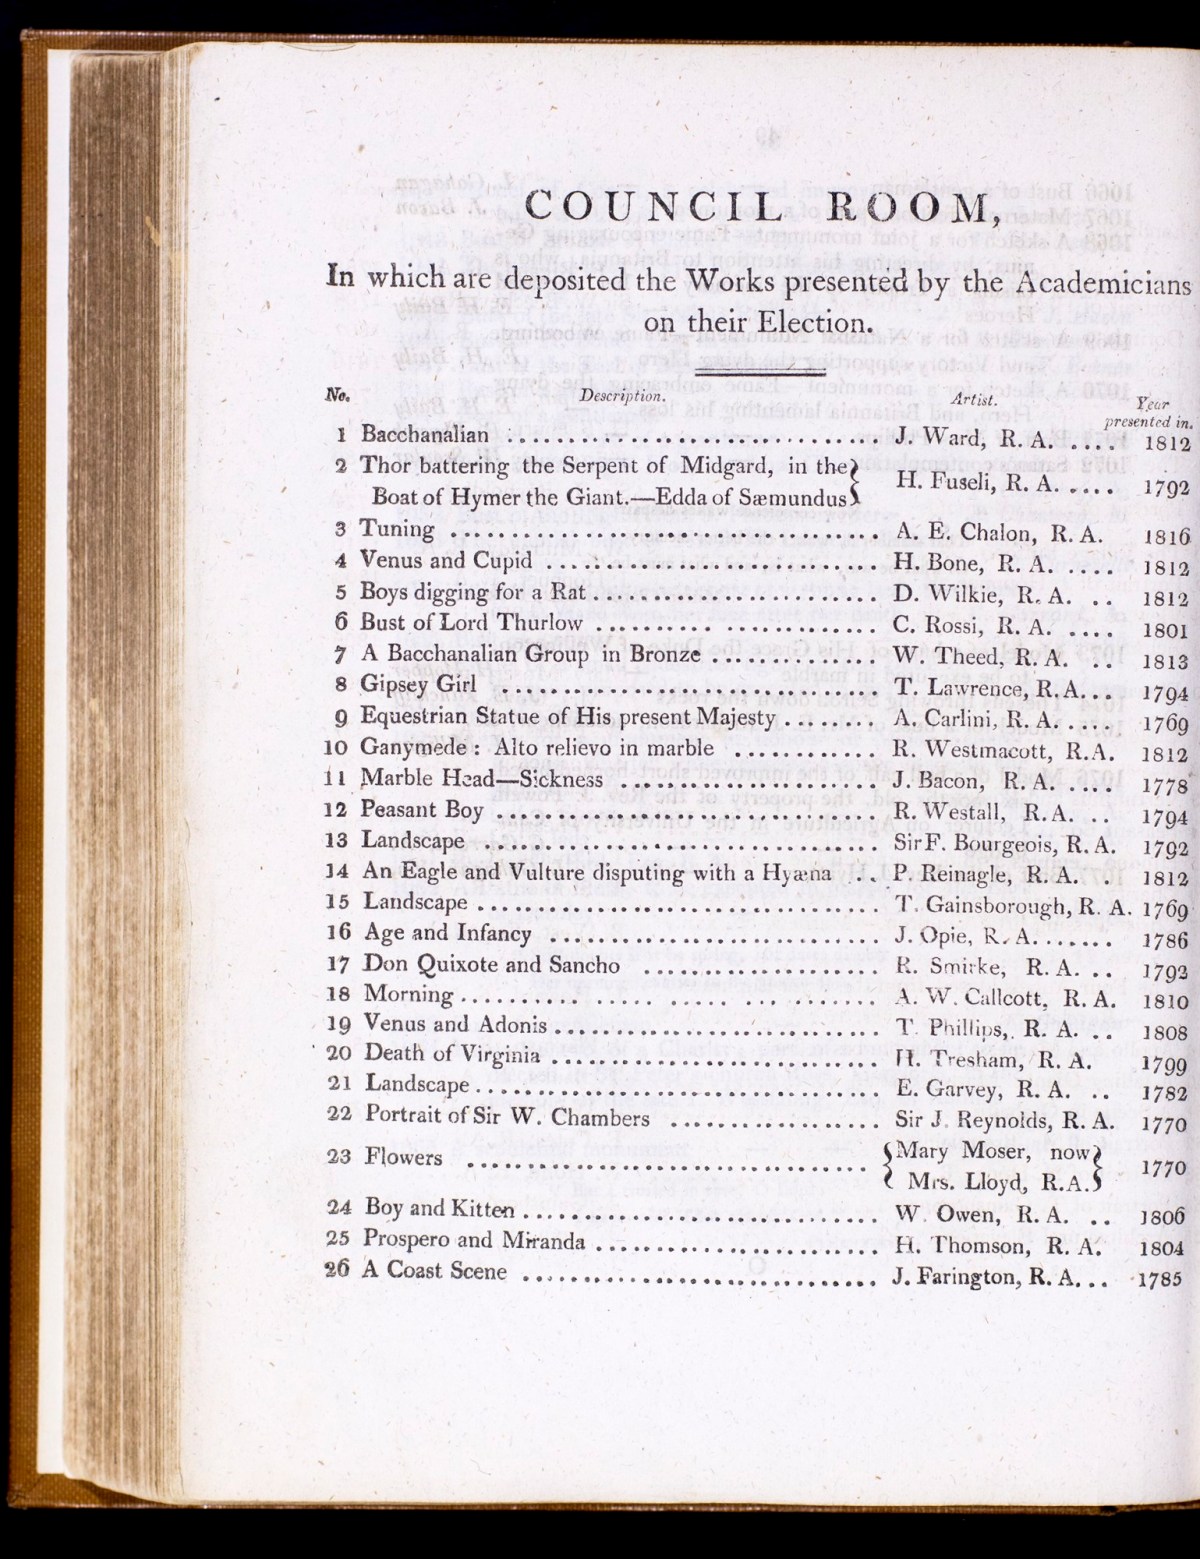 COUNCIL ROOM,
In which are deposited the Works presented by the Academicians
on their Election.
No. Description. Artist. Year presented in.
1 Bacchanalian J. Ward, R. A. .... 1812
2 Thor battering the Serpent of Midgard, in the
Boat of Hymer the Giant.—Edda of Sæmundus H. Fuseli, R. A. .... 1792
3 Tuning .... A. E. Chalon, R. A. 1816
4 Venus and Cupid .... H. Bone, R. A. .... 1812
5 Boys digging for a Rat .... D. Wilkie, R. A. .. 1812
6 Bust of Lord Thurlow .... C. Rossi, R. A. .... 1801
7 A Bacchanalian Group in Bronze .... W. Theed, R. A. ... 1813
8 Gipsey Girl .... T. Lawrence, R. A. ... 1794
9 Equestrian Statue of His present Majesty .... A. Carlini, R. A. .... 1769
10 Ganymede : Alto relievo in marble .... R. Westmacott, R.A. 1812
11 Marble Head—Sickness .... J. Bacon, R. A. .... 1778
12 Peasant Boy .... R. Westall, R. A. .. 1794
13 Landscape .... Sir F. Bourgeois, R. A. 1792
14 An Eagle and Vulture disputing with a Hyæna .. P. Reinagle, R. A. . 1812
15 Landscape .... T. Gainsborough, R. A. 1769
16 Age and Infancy .... J. Opie, R. A. .... 1786
17 Don Quixote and Sancho .... R. Smirke, R. A. .. 1792
18 Morning .... A. W. Callcott, R. A. 1810
19 Venus and Adonis .... T. Phillips, R. A. .. 1808
20 Death of Virginia .... H. Tresham, R. A. 1799
21 Landscape .... E. Garvey, R. A. .. 1782
22 Portrait of Sir W. Chambers .... Sir J. Reynolds, R. A. 1770
23 Flowers .... Mary Moser, now
Mrs. Lloyd, R.A. 1770
24 Boy and Kitten .... W. Owen, R. A. .. 1806
25 Prospero and Miranda .... H. Thomson, R. A. 1804
26 A Coast Scene .... J. Farington, R. A. .. 1785